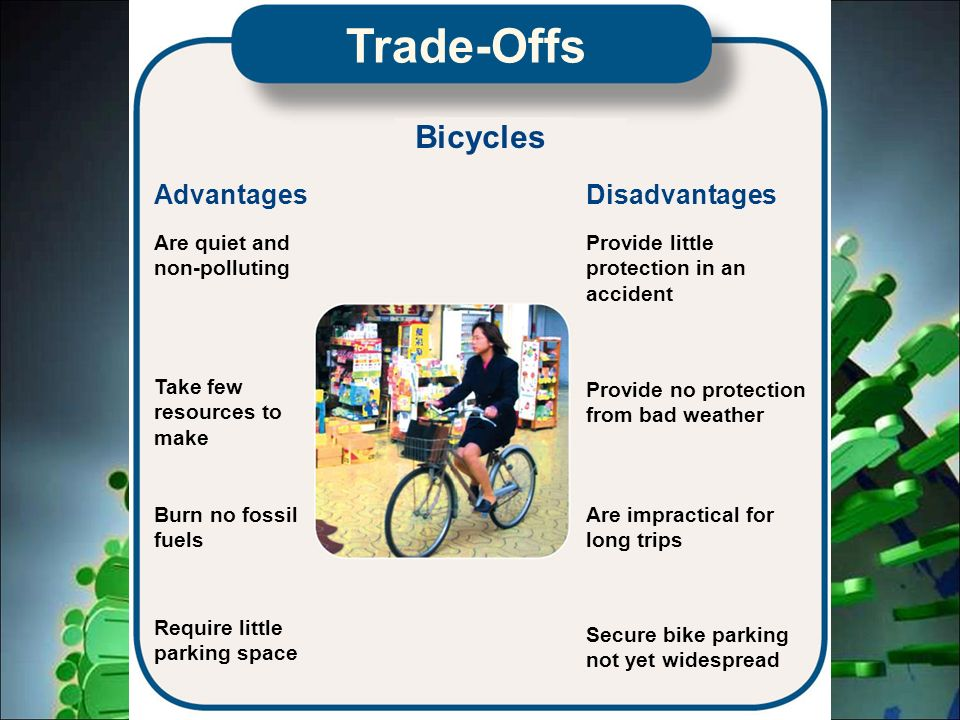 Trade-Offs
Bicycles
Advantages
Are quiet and
non-polluting
Take few
resources to
make
Burn no fossil
fuels
Require little
parking space
Disadvantages
Provide little
protection in an
accident
Provide no protection
from bad weather
Are impractical for
long trips
Secure bike parking
not yet widespread